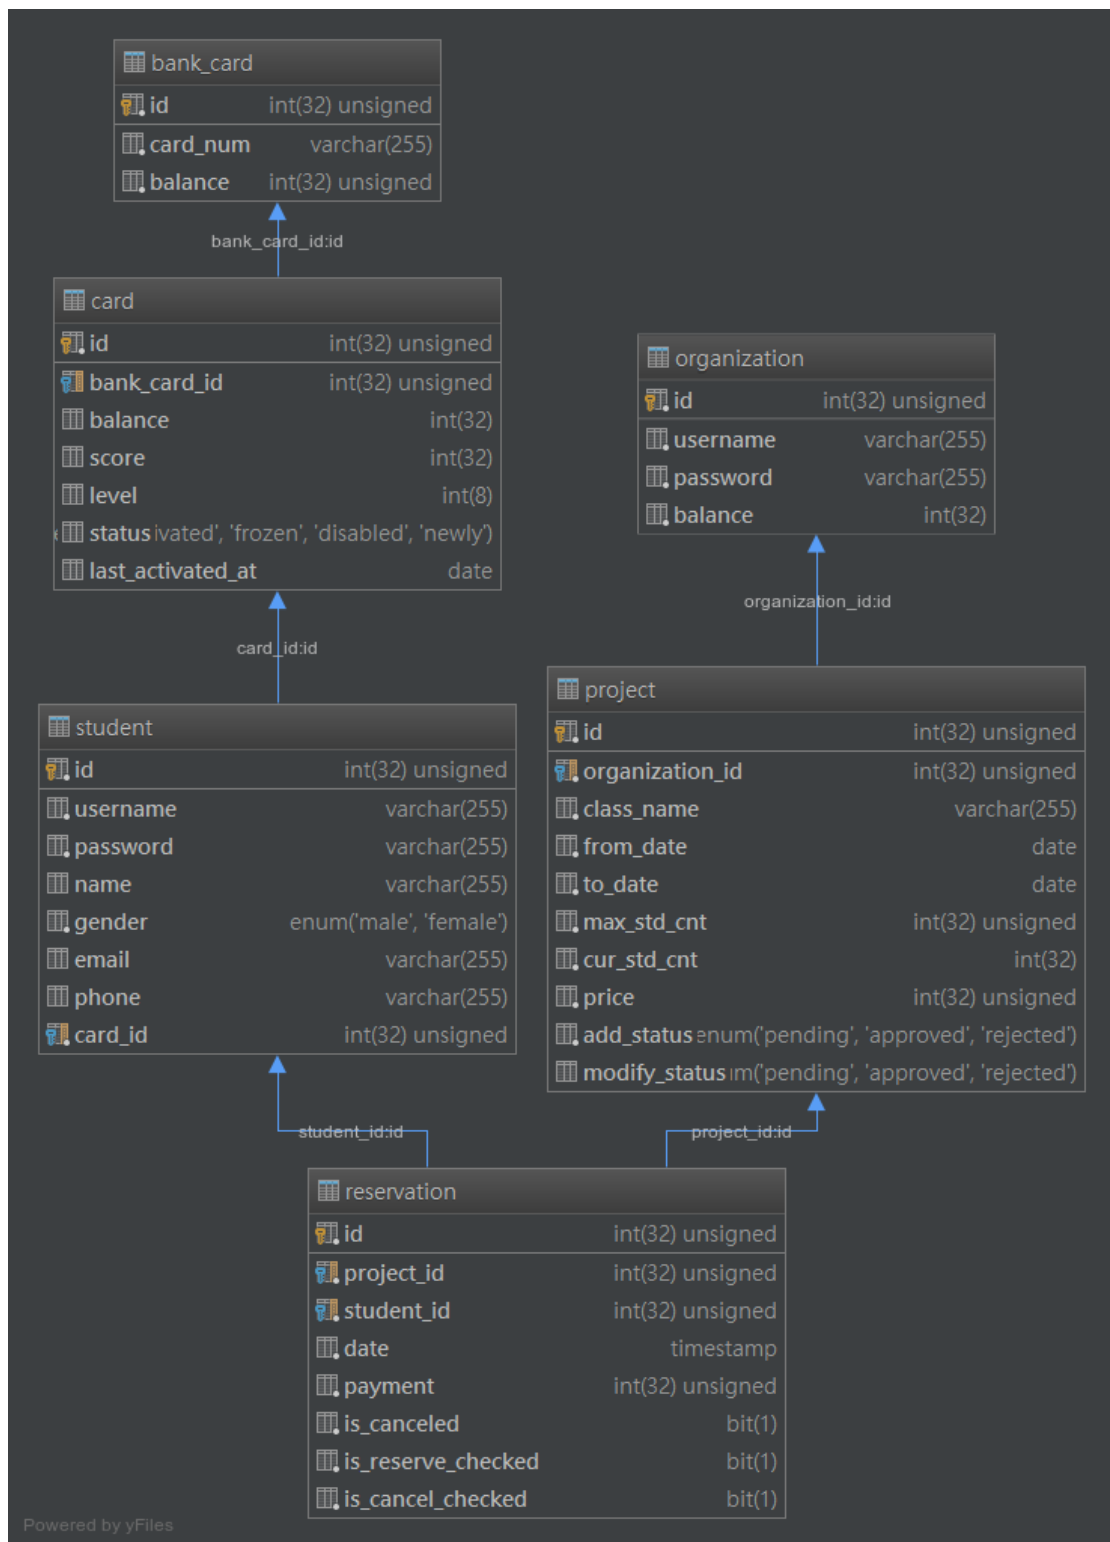 bank_card
id int(32) unsigned
card_num varchar(255)
balance int(32) unsigned
bank_card_id:id
card
id int(32) unsigned
bank_card_id int(32) unsigned
balance int(32)
score int(32)
level int(8)
status ivated', 'frozen', 'disabled', 'newly')
last_activated_at date
card_id:id
student
id int(32) unsigned
username varchar(255)
password varchar(255)
name varchar(255)
gender enum('male', 'female')
email varchar(255)
phone varchar(255)
card_id int(32) unsigned
organization
id int(32) unsigned
username varchar(255)
password varchar(255)
balance int(32)
organization_id:id
project
id int(32) unsigned
organization_id int(32) unsigned
class_name varchar(255)
from_date date
to_date date
max_std_cnt int(32) unsigned
cur_std_cnt int(32)
price int(32) unsigned
add_status enum('pending', 'approved', 'rejected')
modify_status m('pending', 'approved', 'rejected')
student_id:id
project_id:id
reservation
id int(32) unsigned
project_id int(32) unsigned
student_id int(32) unsigned
date timestamp
payment int(32) unsigned
is_canceled bit(1)
is_reserve_checked bit(1)
is_cancel_checked bit(1)
Powered by yFiles